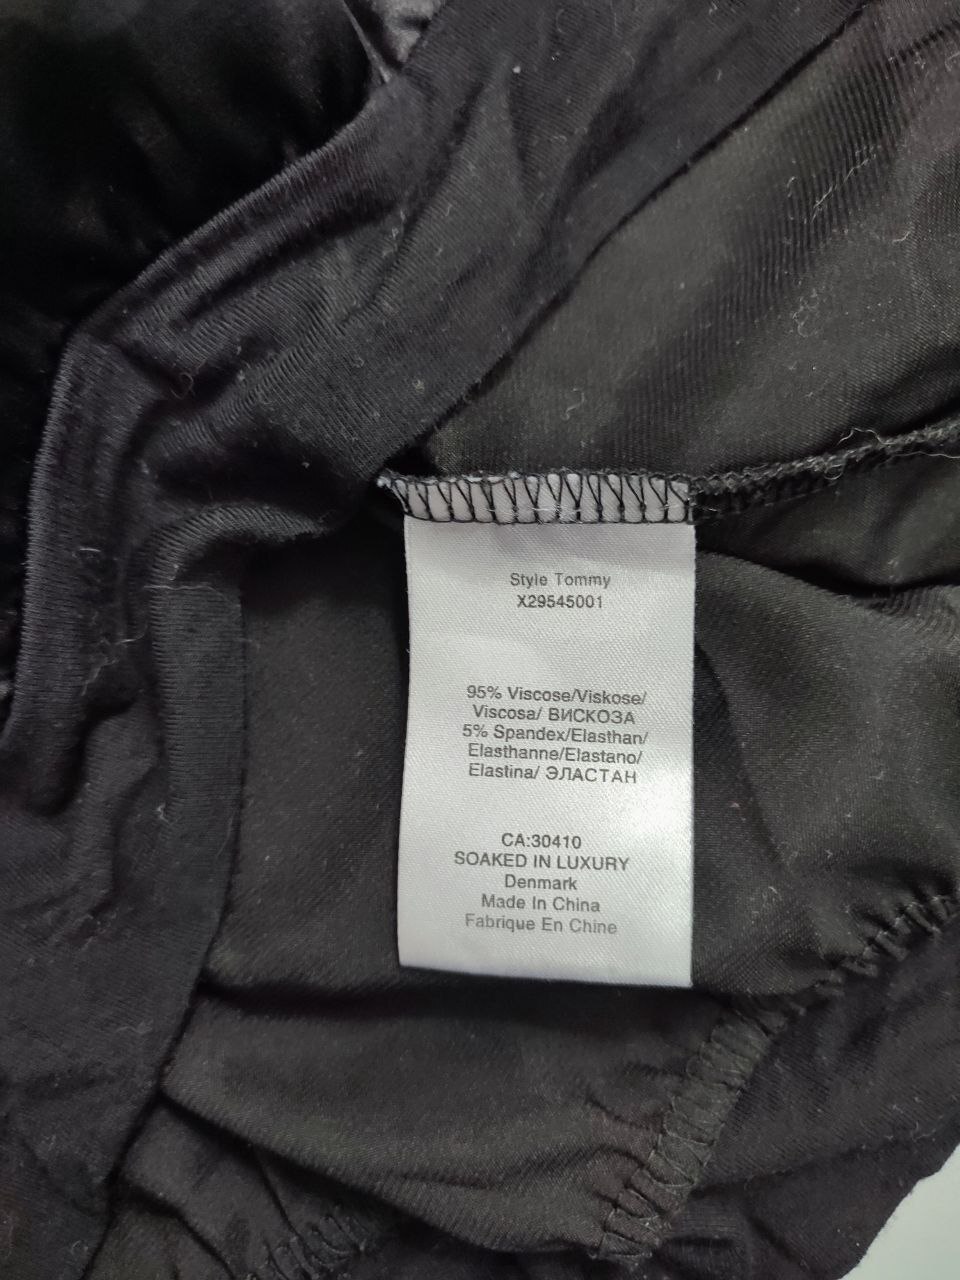 Style Tommy
X29545001
95% Viscose/Viskose/
Viscosa/ ВИСКОЗА
5% Spandex/Elasthan/
Elasthanne/Elastano/
Elastina/ ЭЛАСТАН
CA:30410
SOAKED IN LUXURY
Denmark
Made In China
Fabrique En Chine